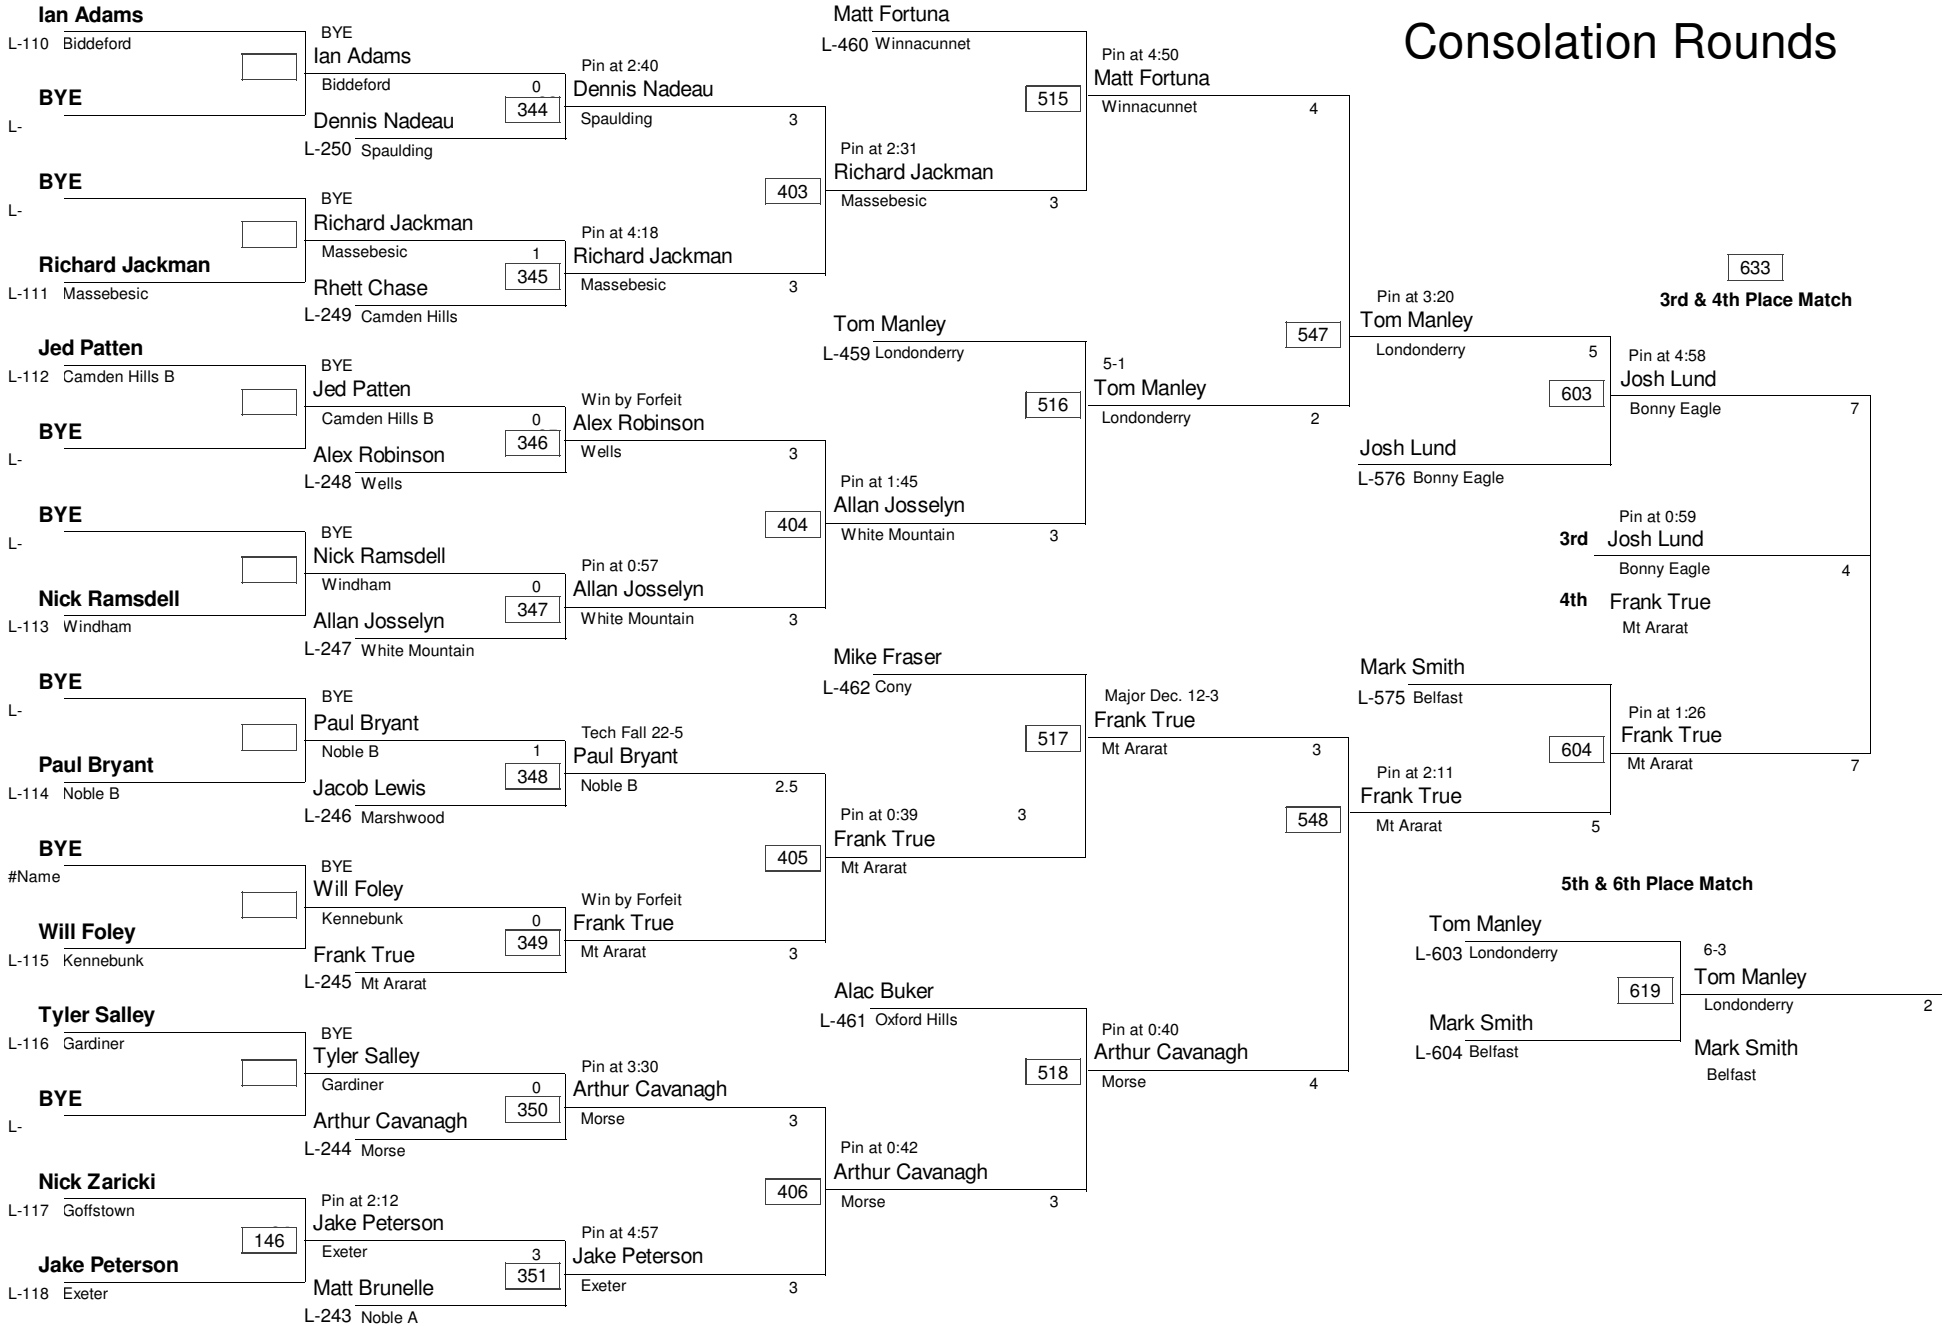 Consolation Rounds
Ian Adams
L-110 Biddeford
BYE
L-
BYE
L-
Richard Jackman
L-111 Massebesic
Jed Patten
L-112 Camden Hills B
BYE
L-
BYE
L-
Nick Ramsdell
L-113 Windham
BYE
L-
Paul Bryant
L-114 Noble B
BYE
#Name
Will Foley
L-115 Kennebunk
Tyler Salley
L-116 Gardiner
BYE
L-
Nick Zaricki
L-117 Goffstown
146
Jake Peterson
L-118 Exeter
BYE
Ian Adams
Biddeford 0
344
Dennis Nadeau
L-250 Spaulding
BYE
Richard Jackman
Massebesic 1
345
Rhett Chase
L-249 Camden Hills
BYE
Jed Patten
Camden Hills B 0
346
Alex Robinson
L-248 Wells
BYE
Nick Ramsdell
Windham 0
347
Allan Josselyn
L-247 White Mountain
BYE
Paul Bryant
Noble B 1
348
Jacob Lewis
L-246 Marshwood
BYE
Will Foley
Kennebunk 0
349
Frank True
L-245 Mt Ararat
BYE
Tyler Salley
Gardiner 0
350
Arthur Cavanagh
L-244 Morse
Pin at 2:12
Jake Peterson
Exeter 3
351
Matt Brunelle
L-243 Noble A
Pin at 2:40
Dennis Nadeau
Spaulding 3
403
Pin at 4:18
Richard Jackman
Massebesic 3
Win by Forfeit
Alex Robinson
Wells 3
404
Pin at 0:57
Allan Josselyn
White Mountain 3
Tech Fall 22-5
Paul Bryant
Noble B 2.5
405
Win by Forfeit
Frank True
Mt Ararat 3
Pin at 3:30
Arthur Cavanagh
Morse 3
406
Pin at 4:57
Jake Peterson
Exeter 3
Matt Fortuna
L-460 Winnacunnet
515
Pin at 2:31
Richard Jackman
Massebesic 3
Tom Manley
L-459 Londonderry
516
Pin at 1:45
Allan Josselyn
White Mountain 3
Mike Fraser
L-462 Cony
517
Pin at 0:39 3
Frank True
Mt Ararat
Alac Buker
L-461 Oxford Hills
518
Pin at 0:42
Arthur Cavanagh
Morse 3
Pin at 4:50
Matt Fortuna
Winnacunnet 4
547
5-1
Tom Manley
Londonderry 2
Major Dec. 12-3
Frank True
Mt Ararat 3
548
Pin at 0:40
Arthur Cavanagh
Morse 4
Pin at 3:20
Tom Manley
Londonderry 5
603
Josh Lund
L-576 Bonny Eagle
Mark Smith
L-575 Belfast
604
Pin at 2:11
Frank True
Mt Ararat 5
633
3rd & 4th Place Match
Pin at 4:58
Josh Lund
Bonny Eagle 7
Pin at 0:59
3rd Josh Lund
Bonny Eagle 4
4th Frank True
Mt Ararat
Pin at 1:26
Frank True
Mt Ararat 7
5th & 6th Place Match
Tom Manley
L-603 Londonderry
619
Mark Smith
L-604 Belfast
6-3
Tom Manley
Londonderry 2
Mark Smith
Belfast